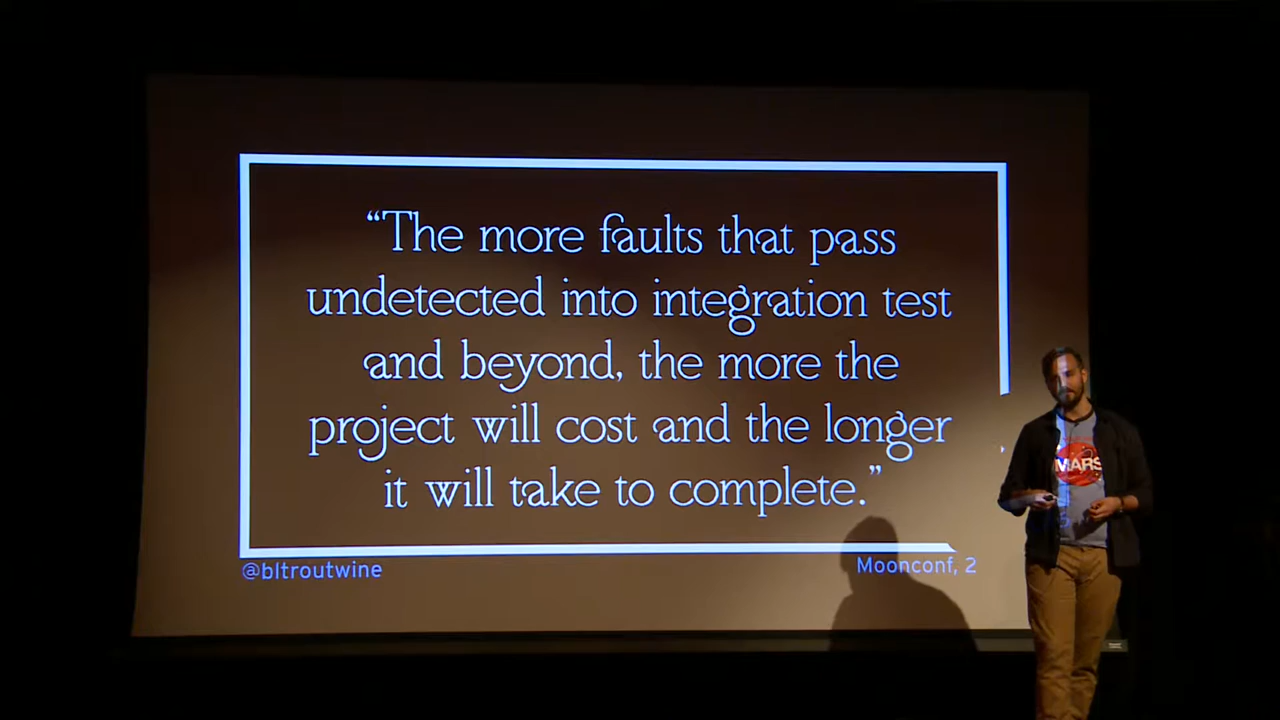 “The more faults that pass
undetected into integration test
and beyond, the more the
project will cost and the longer
it will take to complete.”
@bltroutwine
Moonconf, 2
MARS